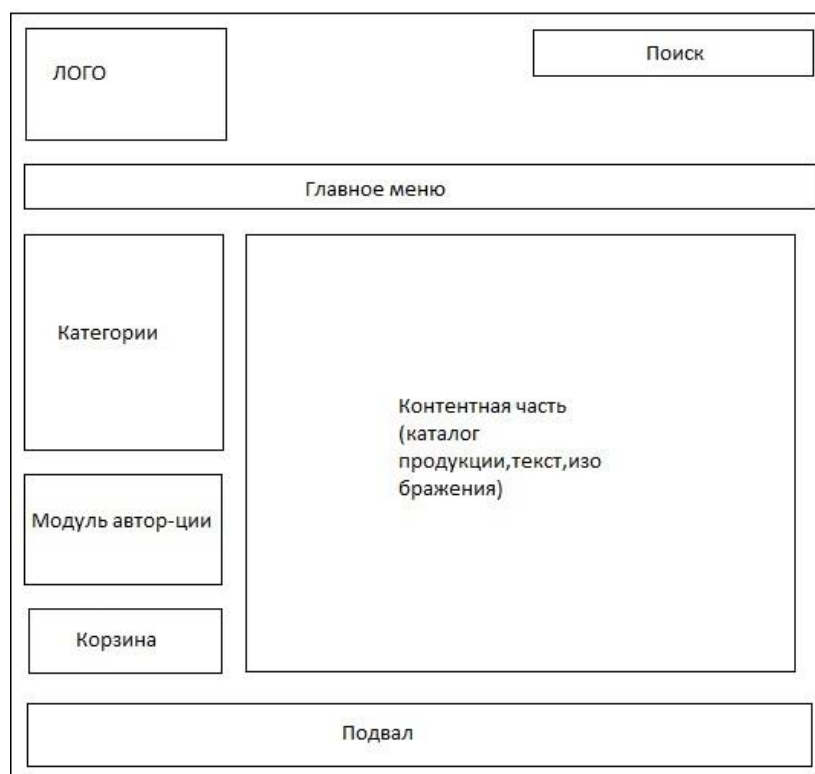 ЛОГО
Поиск
Главное меню
Категории
Контентная часть
(каталог
продукции,текст,изо
бражения)
Модуль автор-ции
Корзина
Подвал